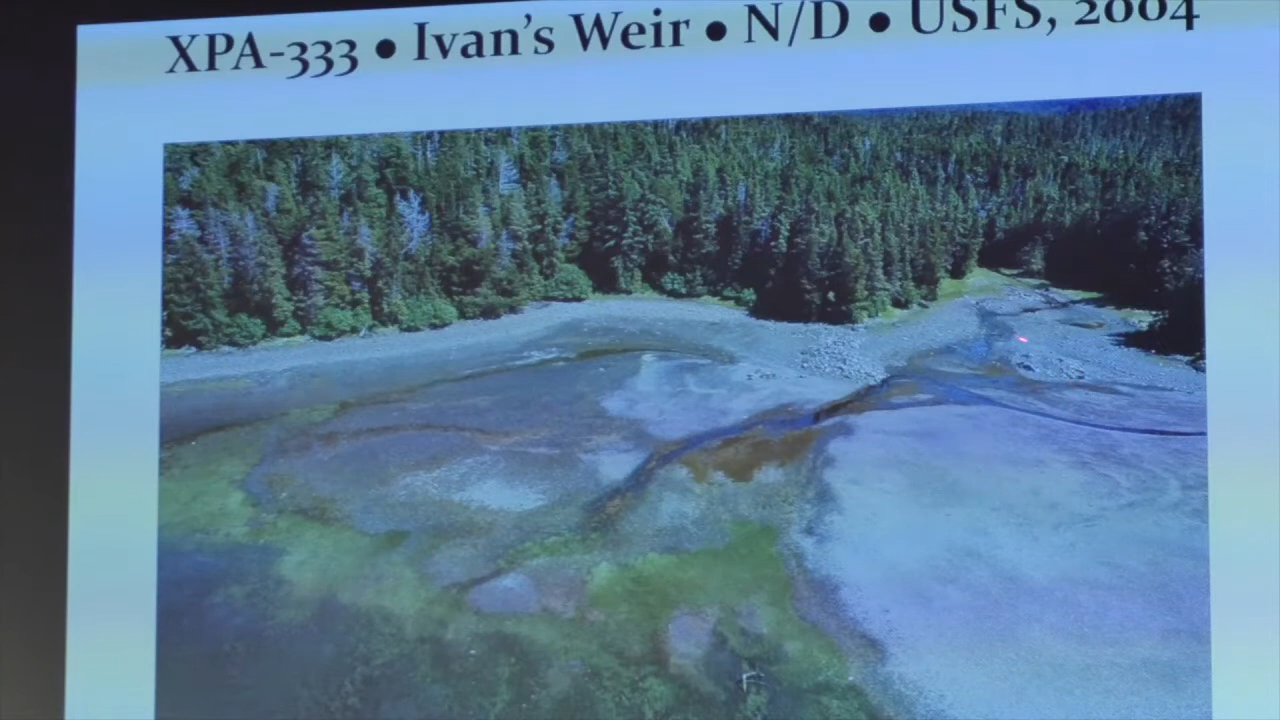 XPA-333 • Ivan's Weir • N/D • USFS, 2004